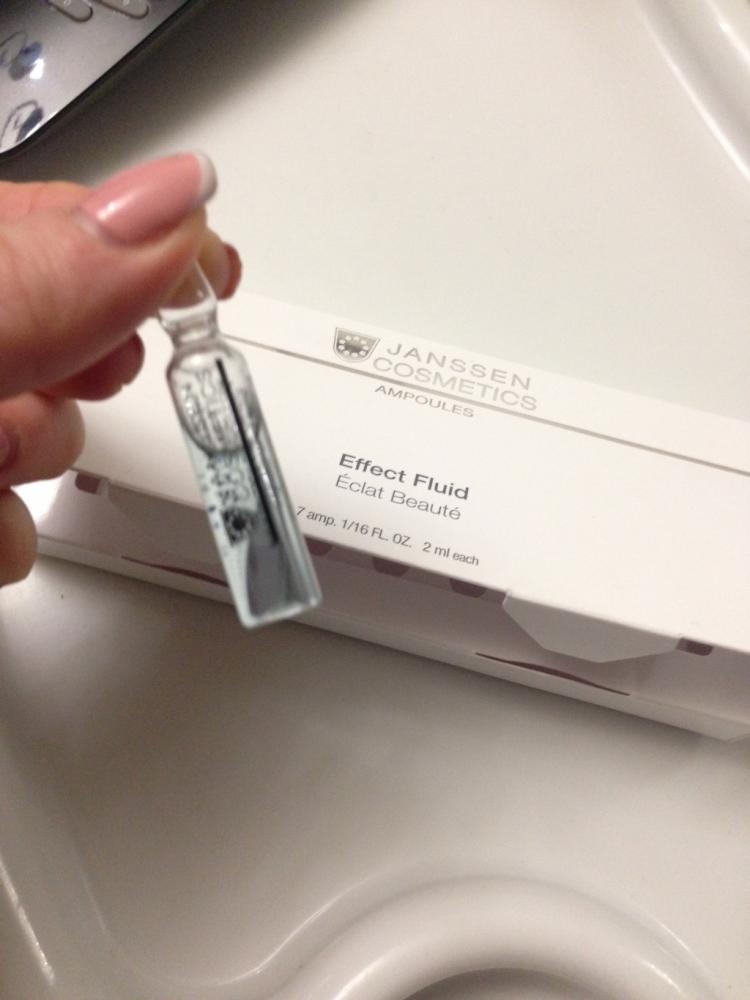 JANSSEN
COSMETICS
AMPOULES
Effect Fluid
Éclat Beauté
7 amp. 1/16 FL. OZ. 2 ml each